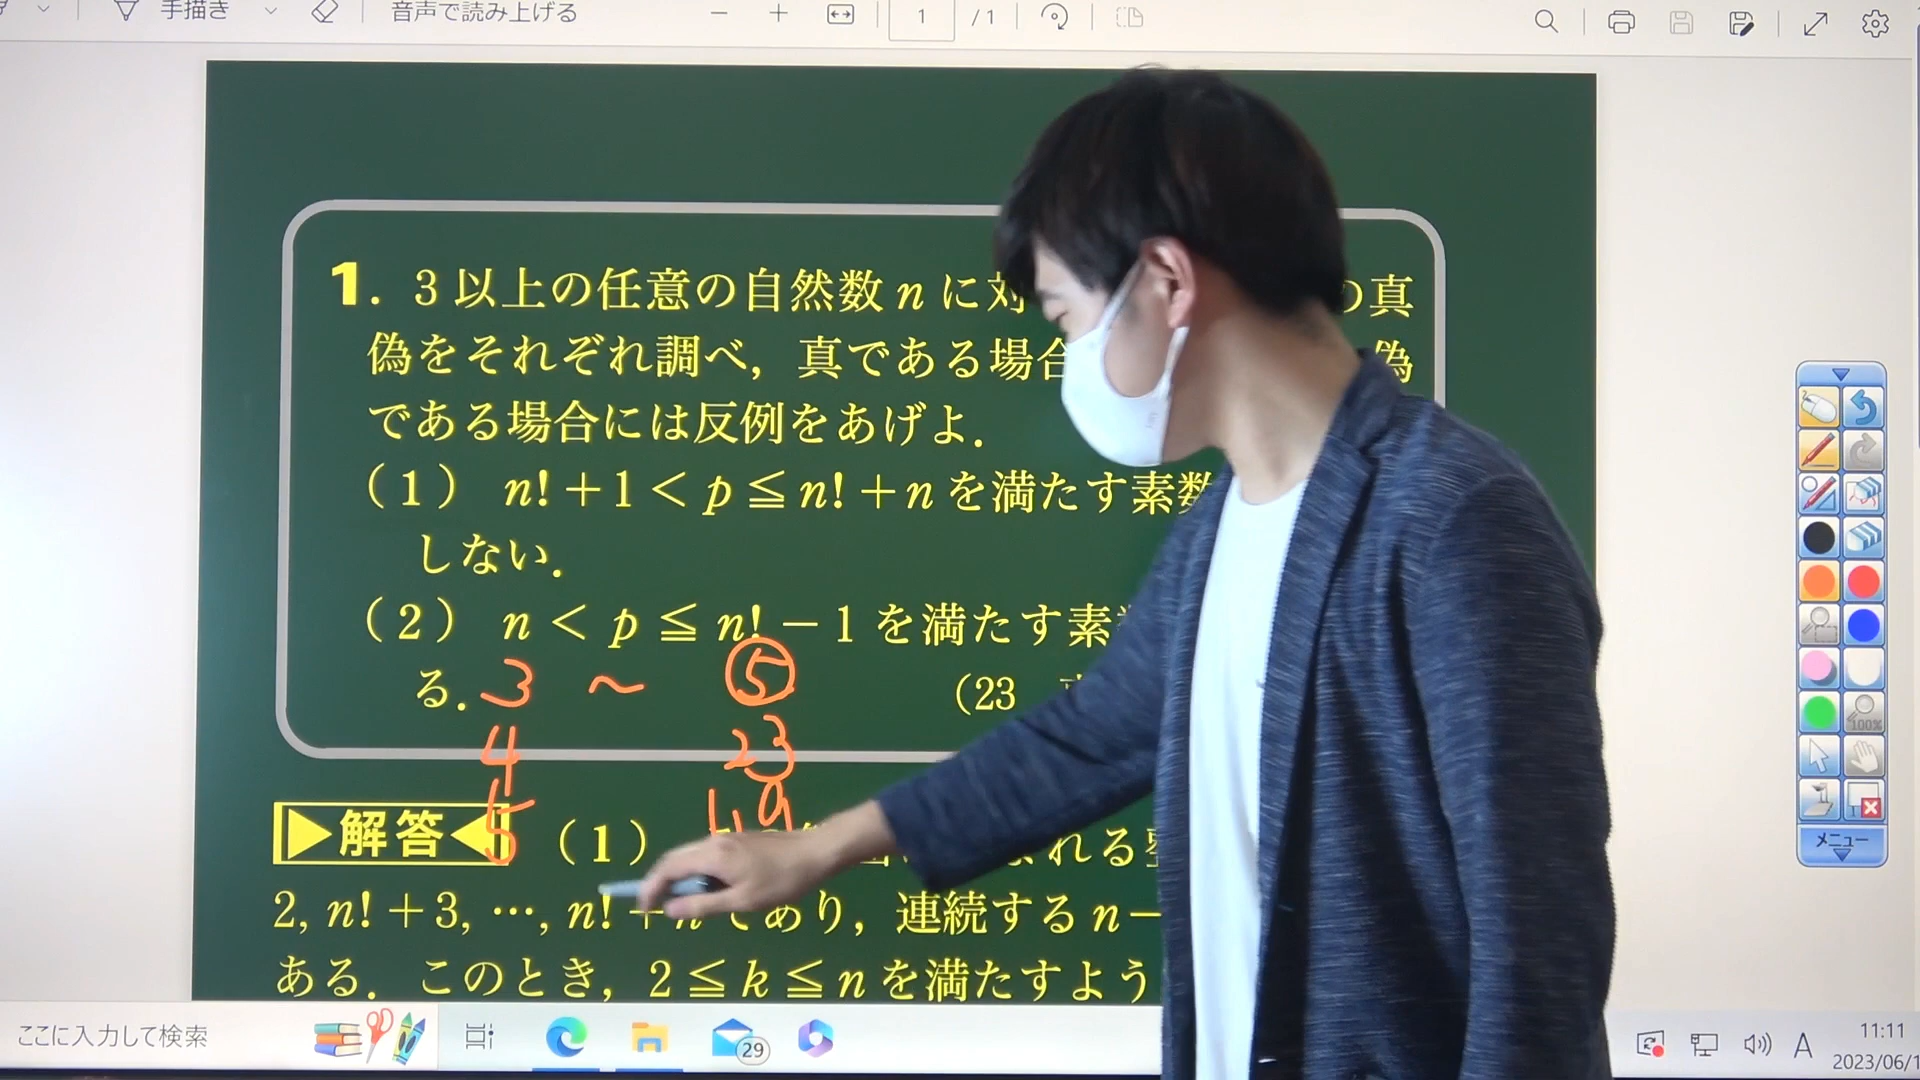 手描き 音声で読み上げる 1 / 1
1. 3 以上の任意の自然数 n に対 の真
偽をそれぞれ調べ, 真である場合 偽
である場合には反例をあげよ.
(1) n! + 1 < p ≦ n! + n を満たす素数
しない.
(2) n < p ≦ n! − 1 を満たす素数
る. (23
3 〜 ⑤
4 23
5
解答 (1) れる
2, n! + 3, …, n! + n であり, 連続する n −
ある. このとき, 2 ≦ k ≦ n を満たすよう
100%
メニュー
ここに入力して検索 29 A 11:11
2023/06/1